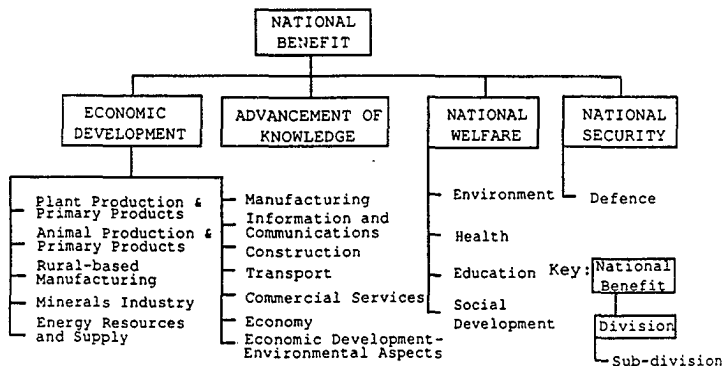 NATIONAL
BENEFIT
ECONOMIC
DEVELOPMENT
ADVANCEMENT OF
KNOWLEDGE
NATIONAL
WELFARE
NATIONAL
SECURITY
Plant Production &
Primary Products
Animal Production &
Primary Products
Rural-based
Manufacturing
Minerals Industry
Energy Resources
and Supply
Manufacturing
Information and
Communications
Construction
Transport
Commercial Services
Economy
Economic Development-
Environmental Aspects
Environment
Health
Education
Social
Development
Defence
Key:
National
Benefit
Division
Sub-division